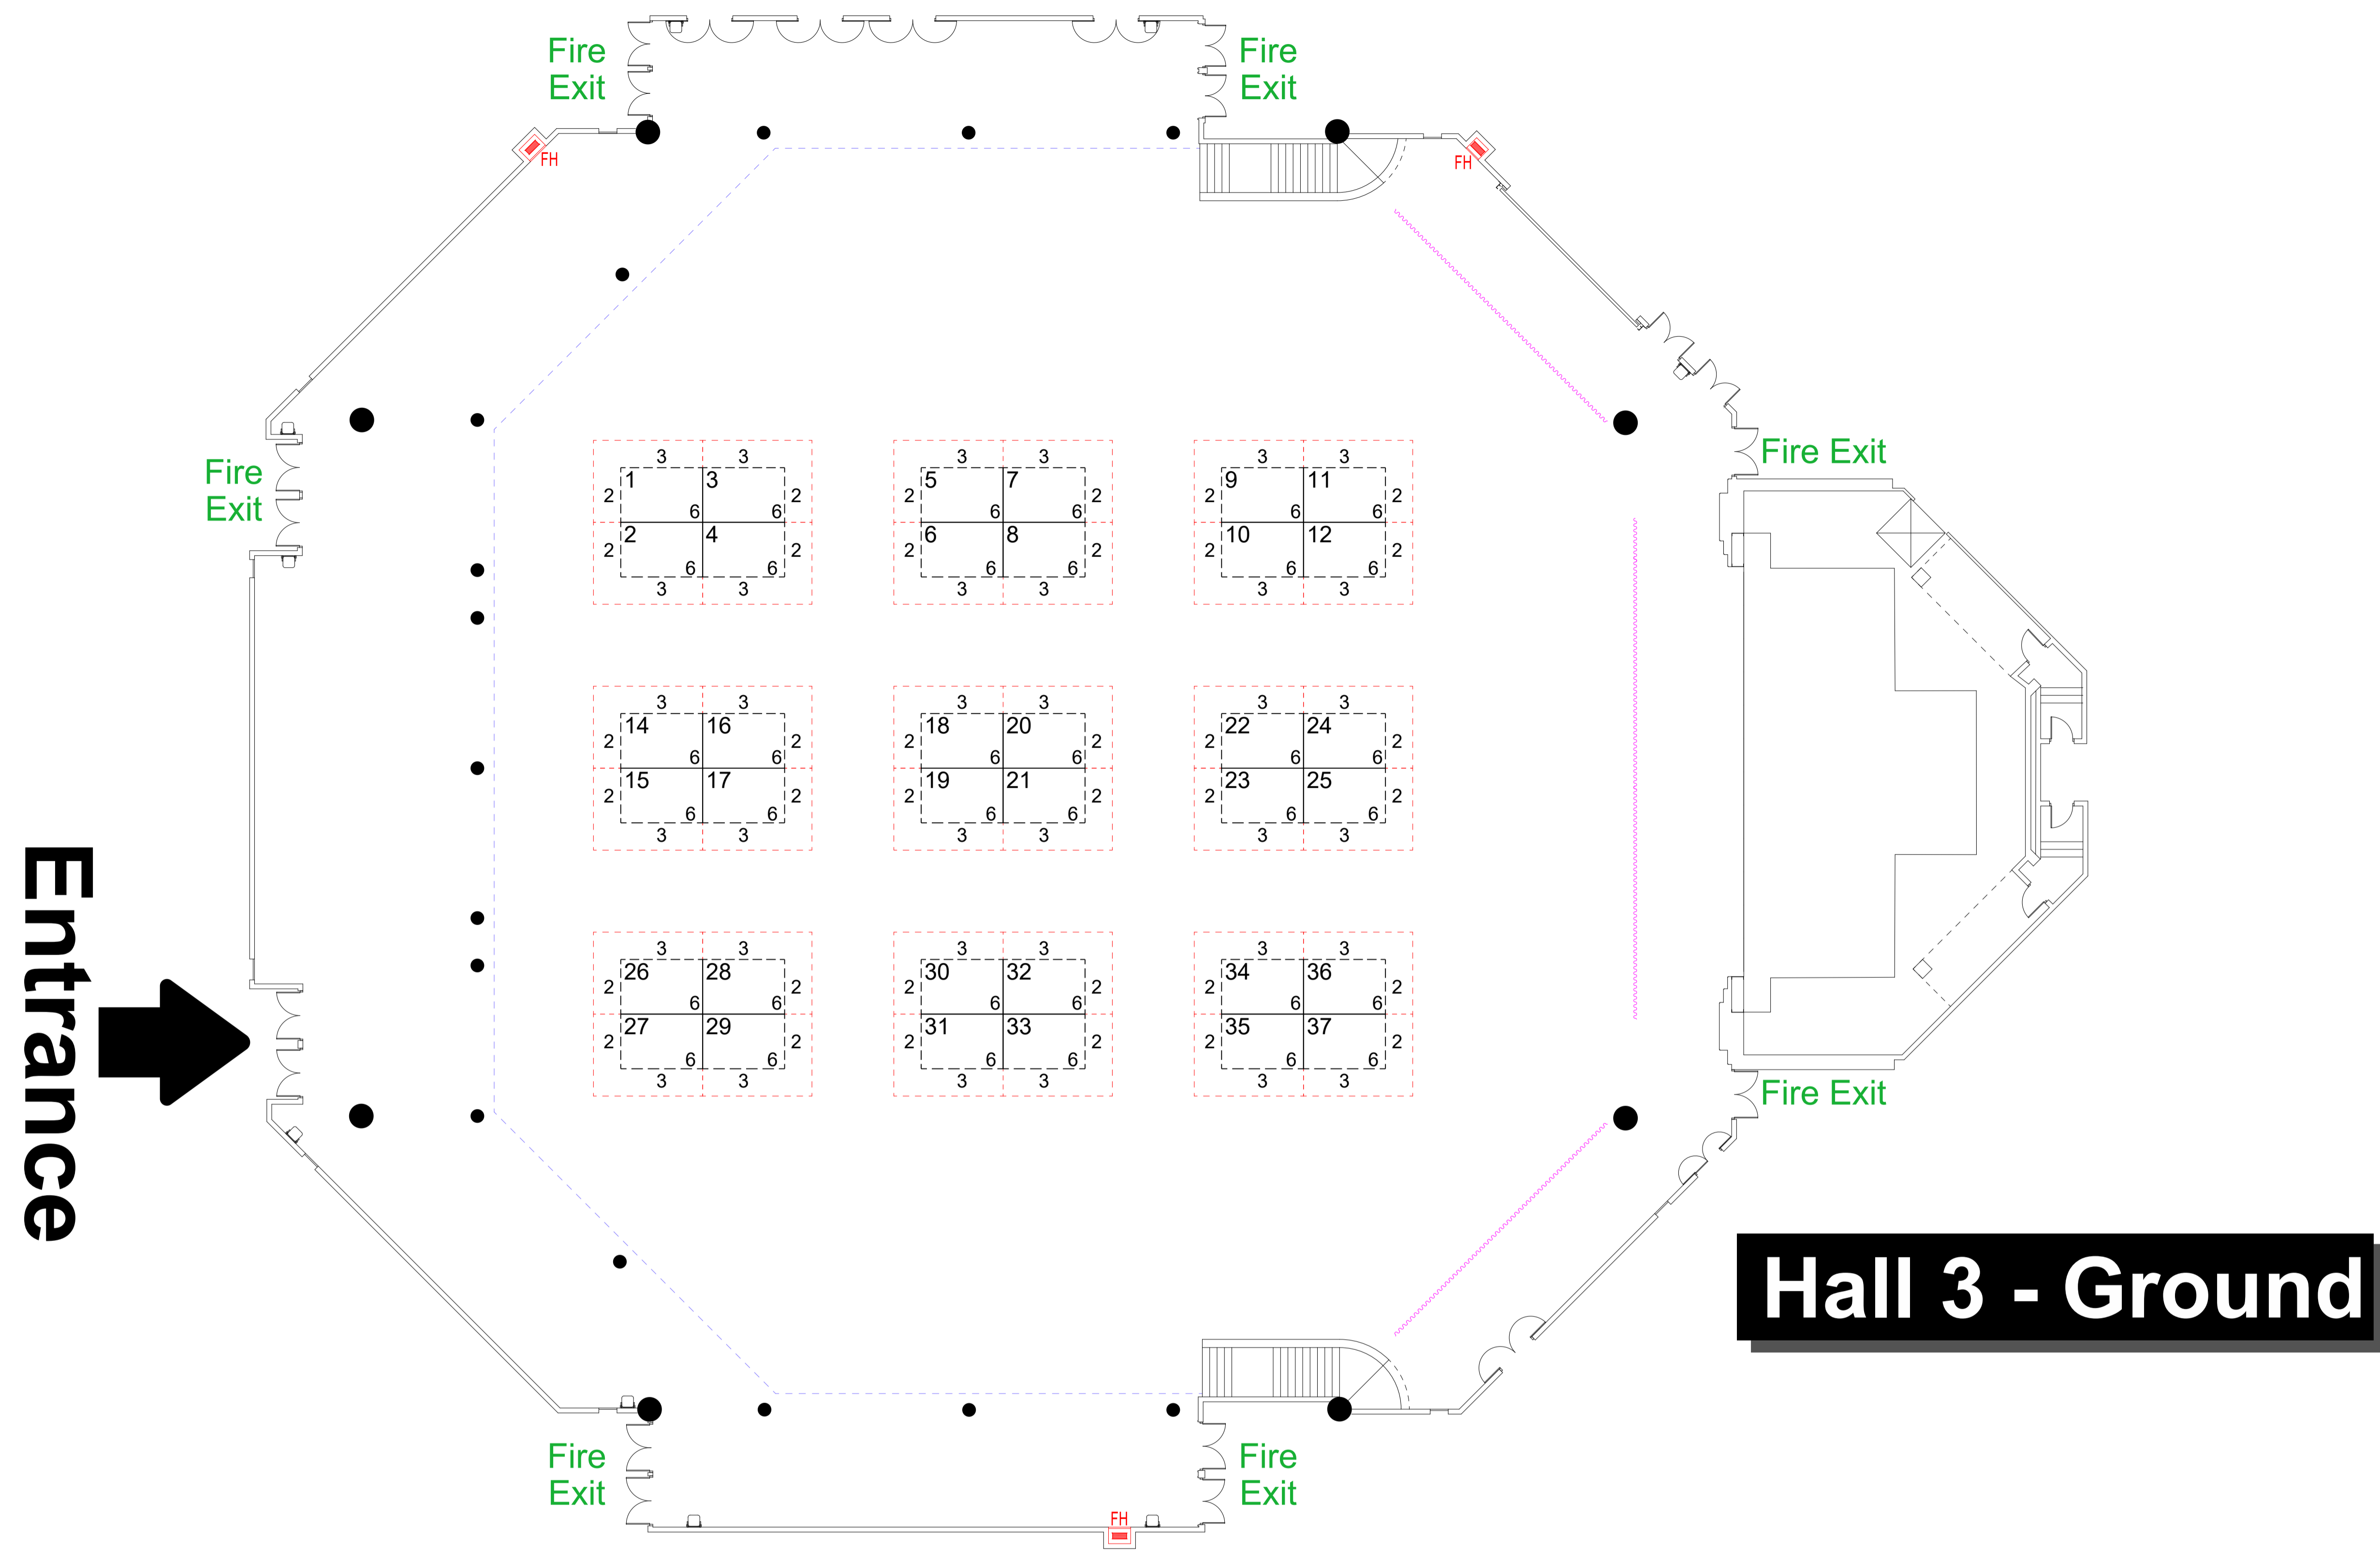 Fire Exit
Fire Exit
FH
FH
Fire Exit
Fire Exit
3 3 3 3 3 3
1 3 5 7 9 11
2 2 2 2 2 2
6 6 6 6 6 6
2 4 6 8 10 12
2 2 2 2 2 2
6 6 6 6 6 6
3 3 3 3 3 3
3 3 3 3 3 3
14 16 18 20 22 24
2 2 2 2 2 2
6 6 6 6 6 6
15 17 19 21 23 25
2 2 2 2 2 2
6 6 6 6 6 6
3 3 3 3 3 3
Entrance
3 3 3 3 3 3
26 28 30 32 34 36
2 2 2 2 2 2
6 6 6 6 6 6
27 29 31 33 35 37
2 2 2 2 2 2
6 6 6 6 6 6
3 3 3 3 3 3
Fire Exit
Hall 3 - Ground
Fire Exit
Fire Exit
FH